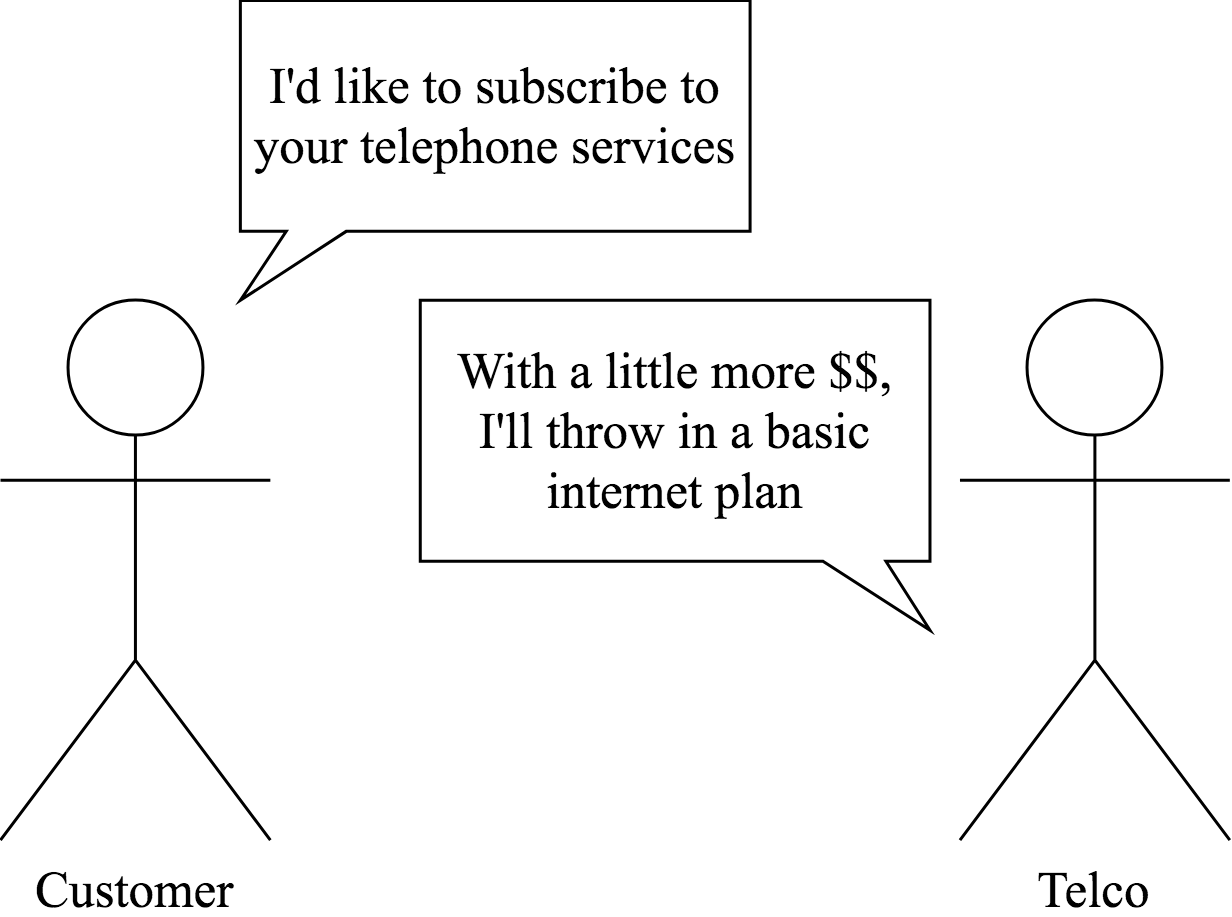 I'd like to subscribe to
your telephone services
With a little more $$,
I'll throw in a basic
internet plan
Customer
Telco